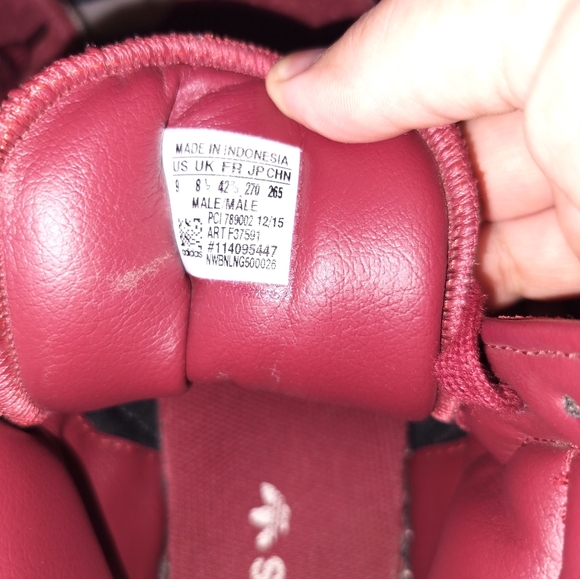 MADE IN INDONESIA
US UK FR JP CHN
9 8½ 42⅔ 270 265
MALE/MALE
PCI 789002 12/15
ART F37591
#114095447
adidas NWBNLNG500026
S